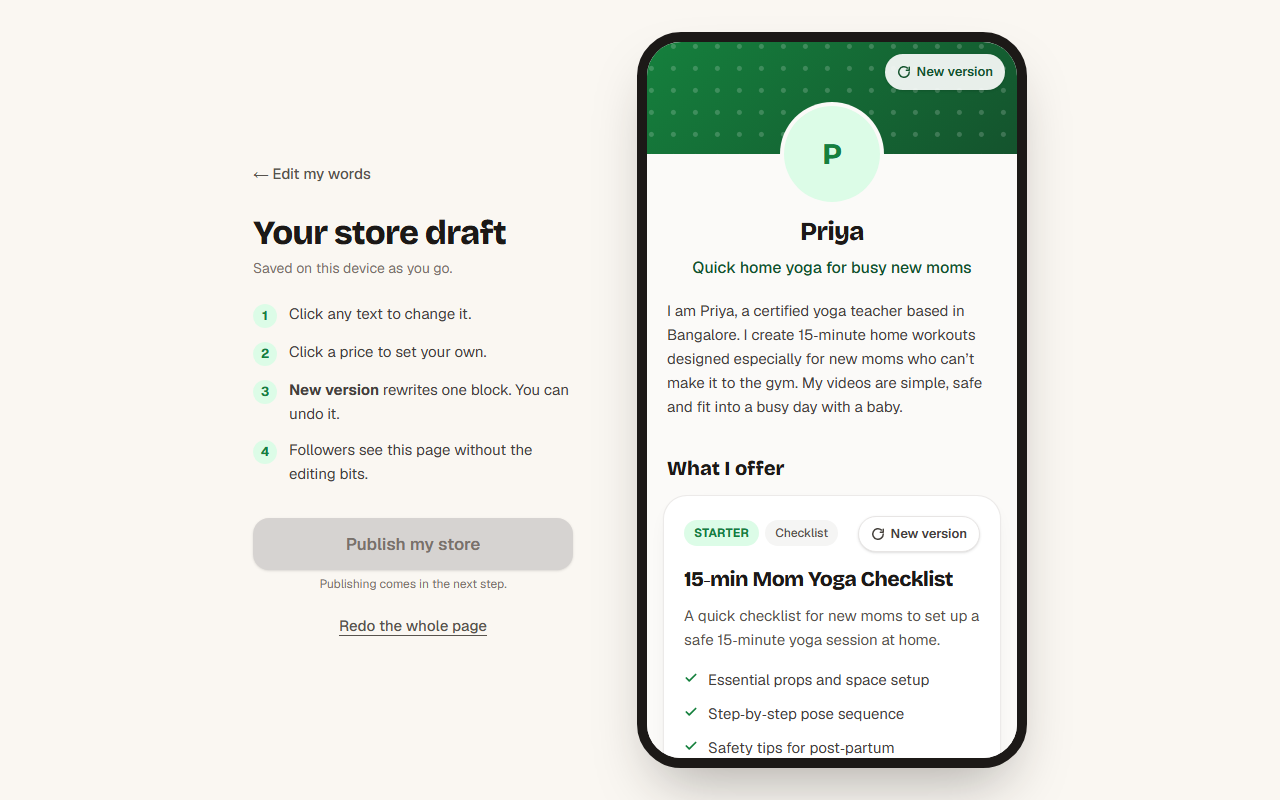 ← Edit my words
Your store draft
Saved on this device as you go.
1 Click any text to change it.
2 Click a price to set your own.
3 New version rewrites one block. You can
undo it.
4 Followers see this page without the
editing bits.
Publish my store
Publishing comes in the next step.
Redo the whole page
New version
P
Priya
Quick home yoga for busy new moms
I am Priya, a certified yoga teacher based in
Bangalore. I create 15-minute home workouts
designed especially for new moms who can’t
make it to the gym. My videos are simple, safe
and fit into a busy day with a baby.
What I offer
STARTER Checklist New version
15-min Mom Yoga Checklist
A quick checklist for new moms to set up a
safe 15-minute yoga session at home.
Essential props and space setup
Step-by-step pose sequence
Safety tips for post-partum